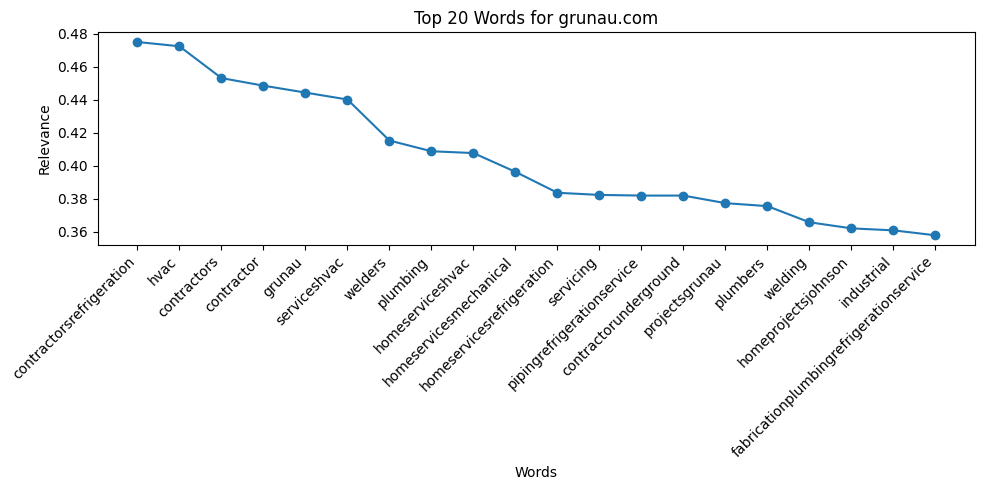 Top 20 Words for grunau.com
Relevance
0.48
0.46
0.44
0.42
0.40
0.38
0.36
contractorsrefrigeration
hvac
contractors
contractor
grunau
serviceshvac
welders
plumbing
homeserviceshvac
homeservicesmechanical
homeservicesrefrigeration
servicing
pipingrefrigerationservice
contractorunderground
projectsgrunau
plumbers
welding
homeprojectsjohnson
industrial
fabricationplumbingrefrigerationservice
Words